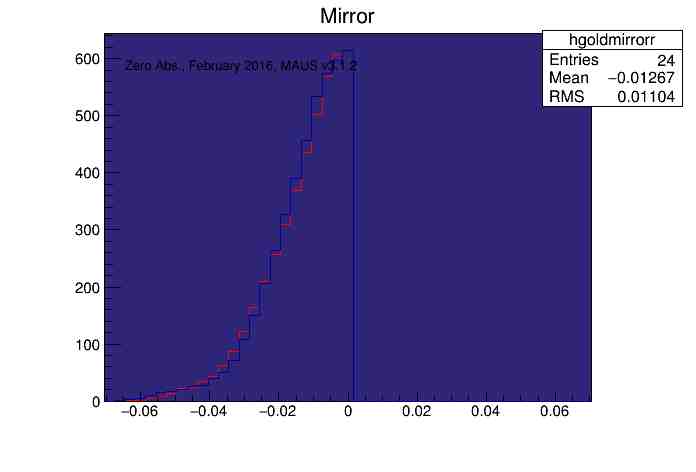 Mirror
hgoldmirrorr
Entries 24
Mean −0.01267
RMS 0.01104
Zero Abs., February 2016, MAUS v3.1.2
600
500
400
300
200
100
0
−0.06 −0.04 −0.02 0 0.02 0.04 0.06